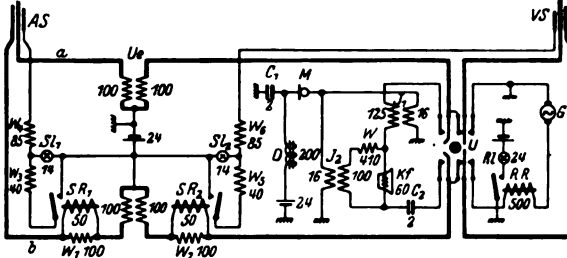 AS
VS
a
Ue
100
100
24
W₄
85
Sl₁
14
W₃
40
SR₁
50
W₁ 100
b
100
100
SR₂
50
W₂ 100
Sl₂
14
W₆
85
W₅
40
C₁
2
M
D
200
24
J₂
16
100
W
410
125
J₁
16
Kf
60
C₂
2
U
Rl
24
RR
500
G